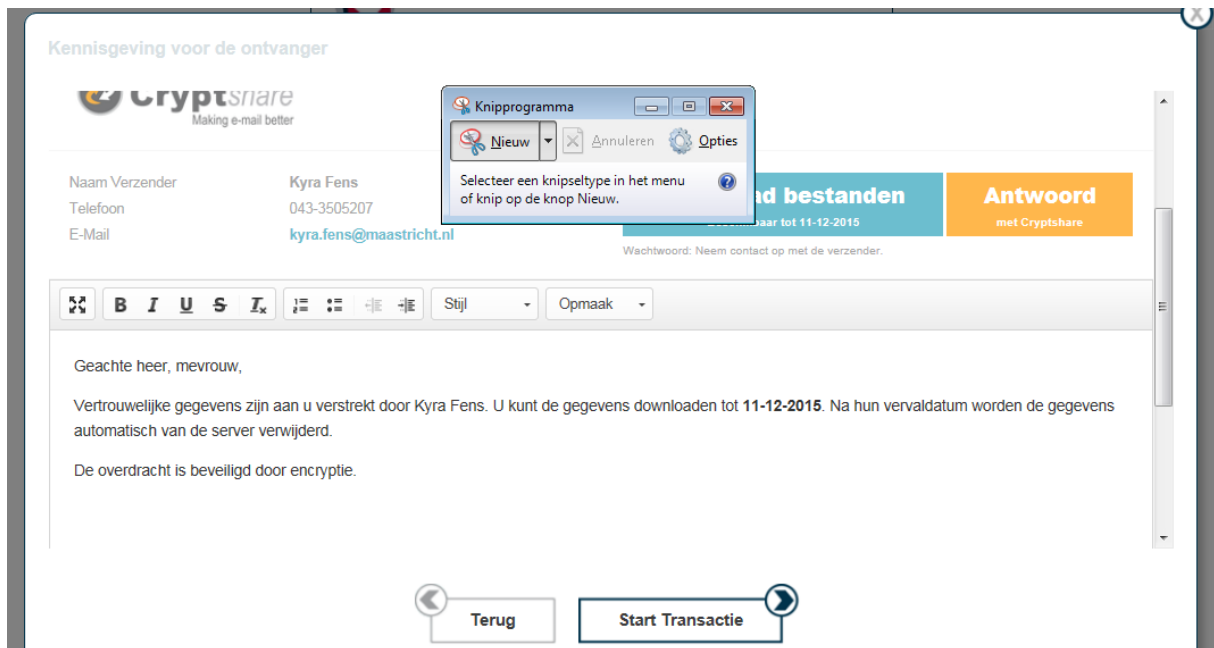 X
Kennisgeving voor de ontvanger
Cryptshare
Making e-mail better
Knipprogramma
Nieuw Annuleren Opties
Selecteer een knipseltype in het menu
of knip op de knop Nieuw.
Naam Verzender Kyra Fens
Telefoon 043-3505207
E-Mail kyra.fens@maastricht.nl
bestanden
tot 11-12-2015
Antwoord
met Cryptshare
Wachtwoord: Neem contact op met de verzender.
B I U S Ix Stijl Opmaak
Geachte heer, mevrouw,
Vertrouwelijke gegevens zijn aan u verstrekt door Kyra Fens. U kunt de gegevens downloaden tot 11-12-2015. Na hun vervaldatum worden de gegevens
automatisch van de server verwijderd.
De overdracht is beveiligd door encryptie.
Terug Start Transactie